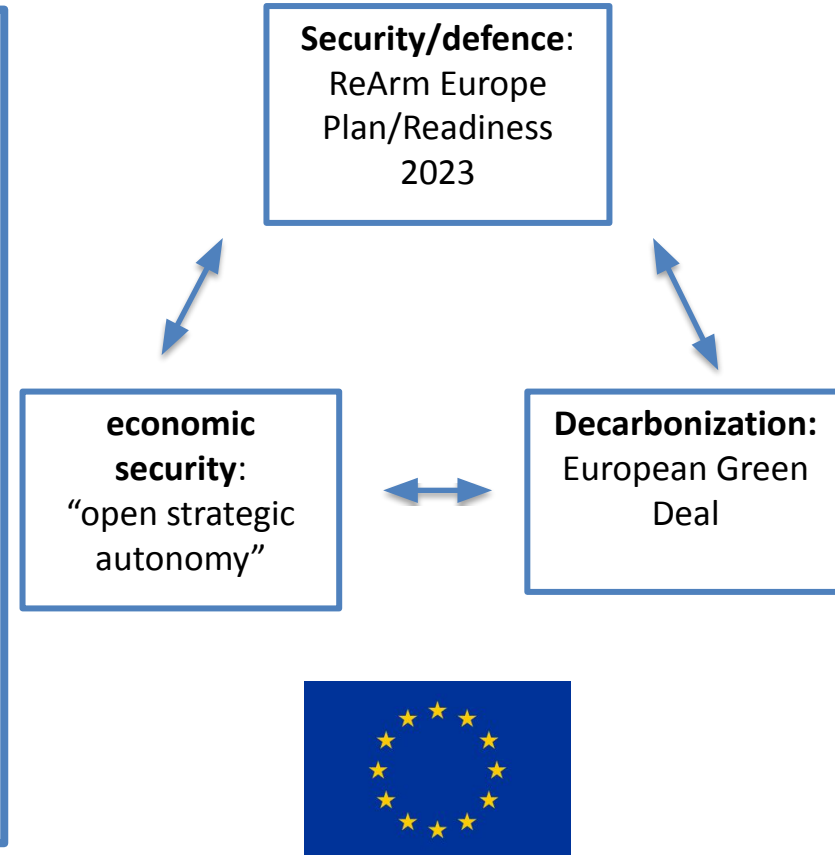 Security/defence:
ReArm Europe
Plan/Readiness
2023
economic
security:
“open strategic
autonomy”
Decarbonization:
European Green
Deal